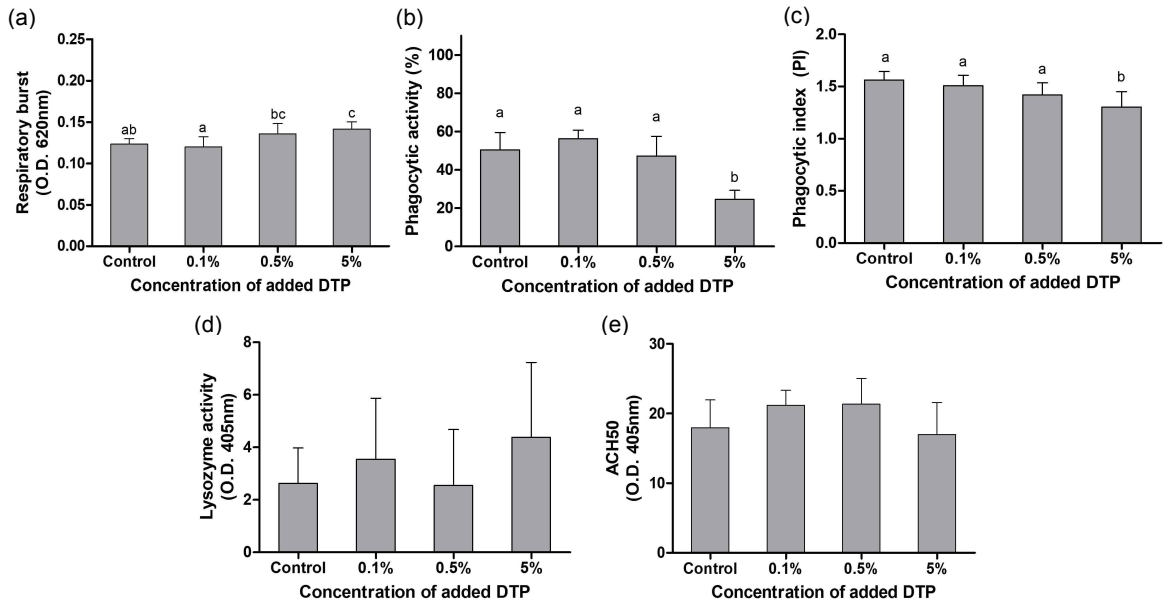 (a)
Respiratory burst
(O.D. 620nm)
0.25
0.20
0.15
0.10
0.05
0.00
ab
a
bc
c
Control 0.1% 0.5% 5%
Concentration of added DTP
(b)
Phagocytic activity (%)
100
80
60
40
20
0
a
a
a
b
Control 0.1% 0.5% 5%
Concentration of added DTP
(c)
Phagocytic index (PI)
2.0
1.5
1.0
0.5
0.0
a
a
a
b
Control 0.1% 0.5% 5%
Concentration of added DTP
(d)
Lysozyme activity
(O.D. 405nm)
8
6
4
2
0
Control 0.1% 0.5% 5%
Concentration of added DTP
(e)
ACH50
(O.D. 405nm)
30
20
10
0
Control 0.1% 0.5% 5%
Concentration of added DTP